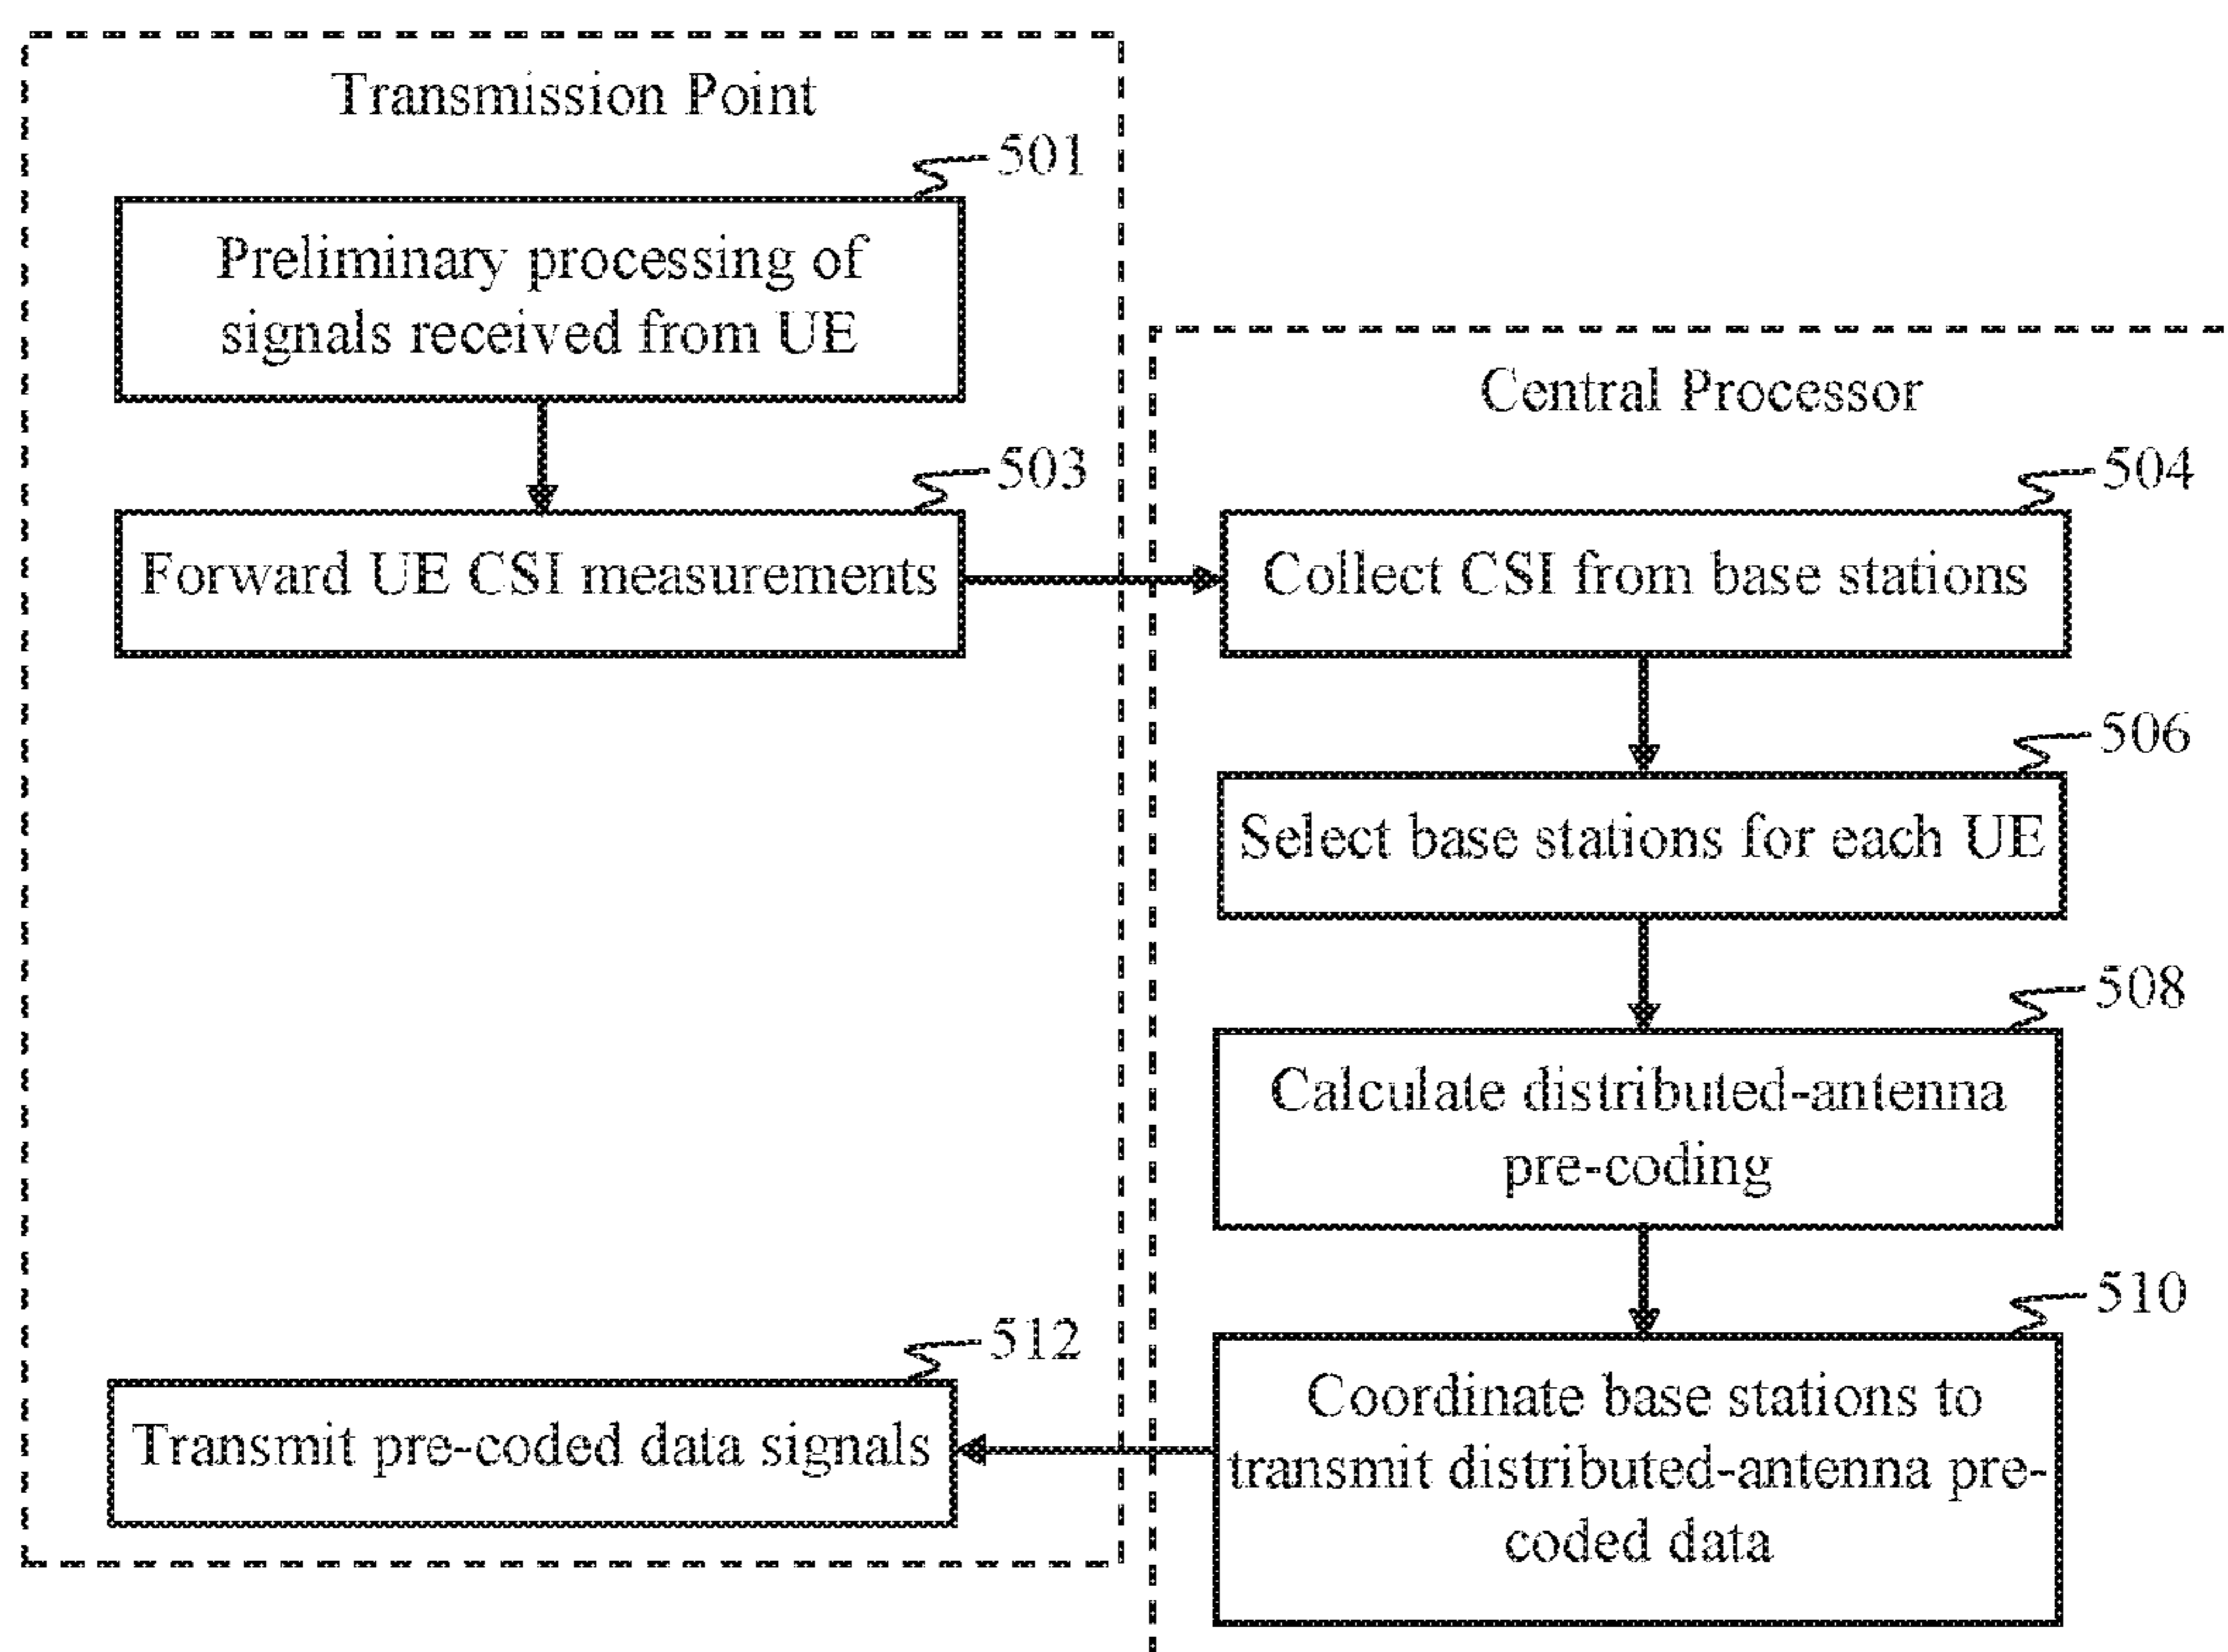 Transmission Point
501
Preliminary processing of
signals received from UE
503
Forward UE CSI measurements
Central Processor
504
Collect CSI from base stations
506
Select base stations for each UE
508
Calculate distributed-antenna
pre-coding
510
Coordinate base stations to
transmit distributed-antenna pre-
coded data
512
Transmit pre-coded data signals